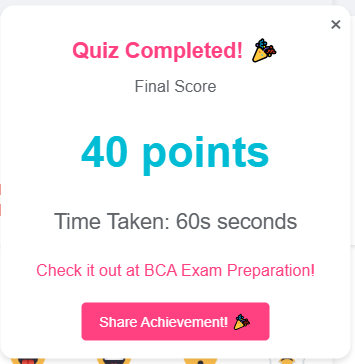 ×
Quiz Completed! 🎉
Final Score
40 points
Time Taken: 60s seconds
Check it out at BCA Exam Preparation!
Share Achievement! 🎉